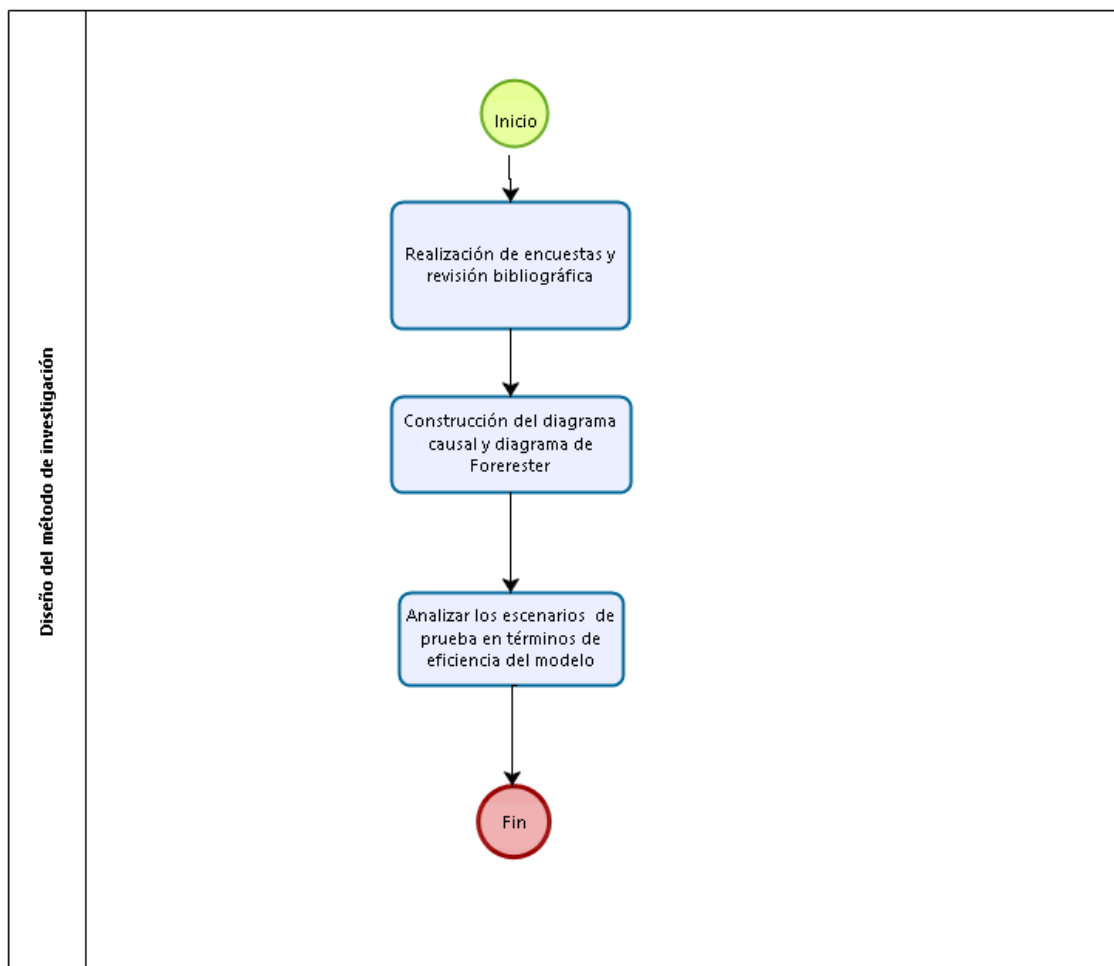 Diseño del método de investigación
Inicio
Realización de encuestas y
revisión bibliográfica
Construcción del diagrama
causal y diagrama de
Forerester
Analizar los escenarios de
prueba en términos de
eficiencia del modelo
Fin